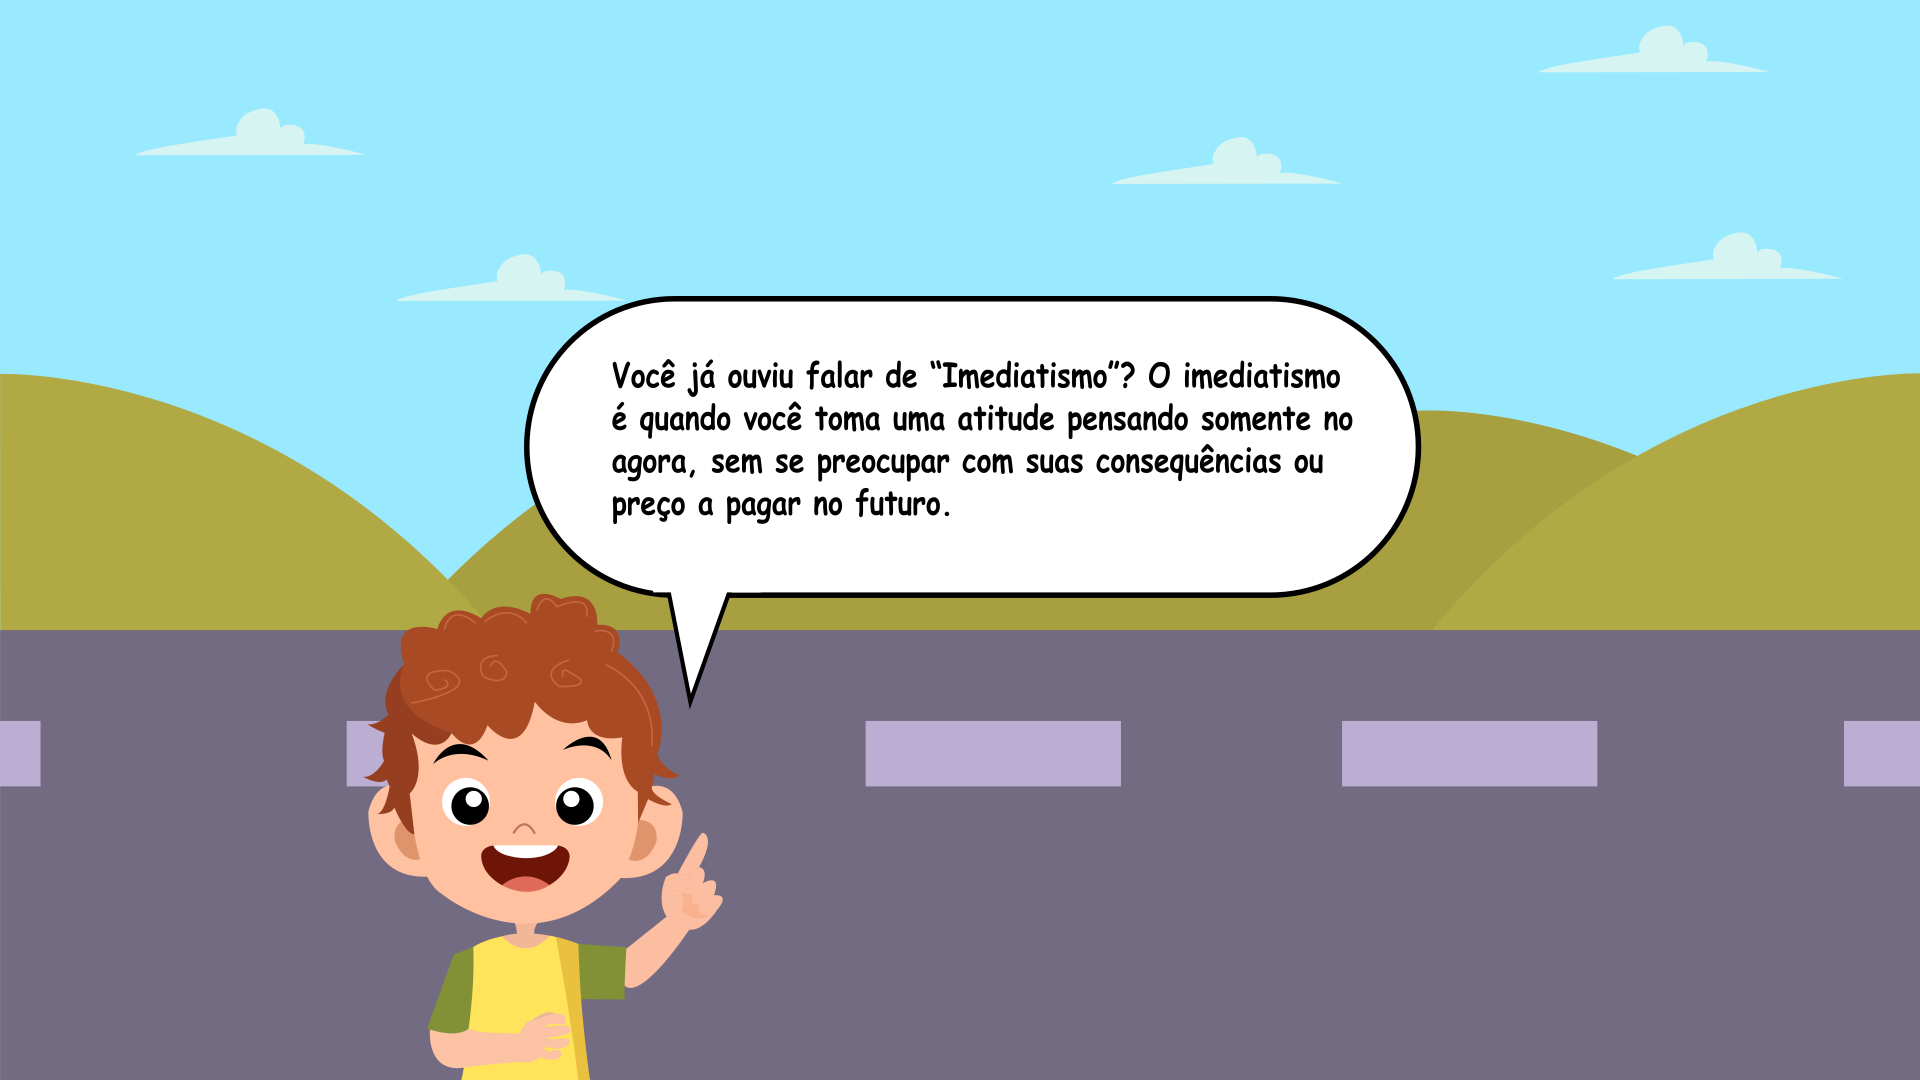 Você já ouviu falar de “Imediatismo”? O imediatismo
é quando você toma uma atitude pensando somente no
agora, sem se preocupar com suas consequências ou
preço a pagar no futuro.